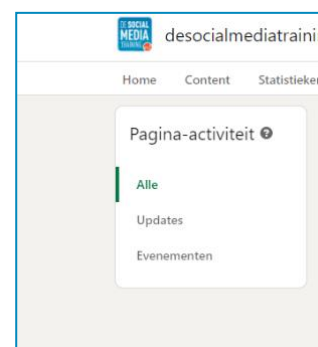 DE SOCIAL
MEDIA
TRAINING
desocialmediatraini
Home Content Statistieken
Pagina-activiteit
Alle
Updates
Evenementen